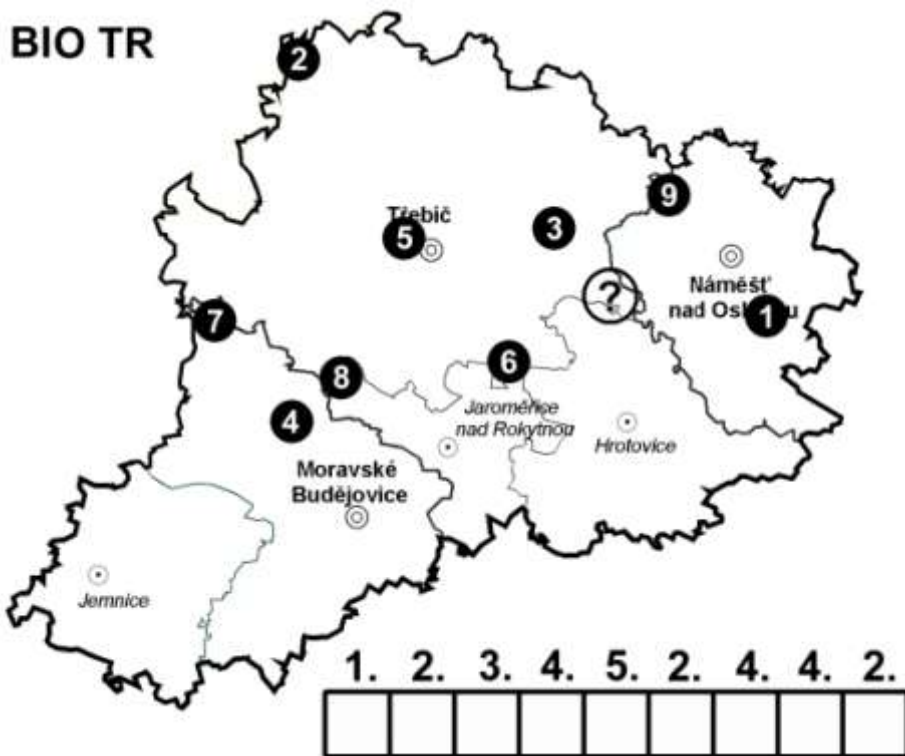 BIO TR
2
9
Třebič
5
3
?
Náměšť
nad Oslavou
1
7
6
8
Jaroměřice
nad Rokytnou
4
Hrotovice
Moravské
Budějovice
Jemnice
1. 2. 3. 4. 5. 2. 4. 4. 2.